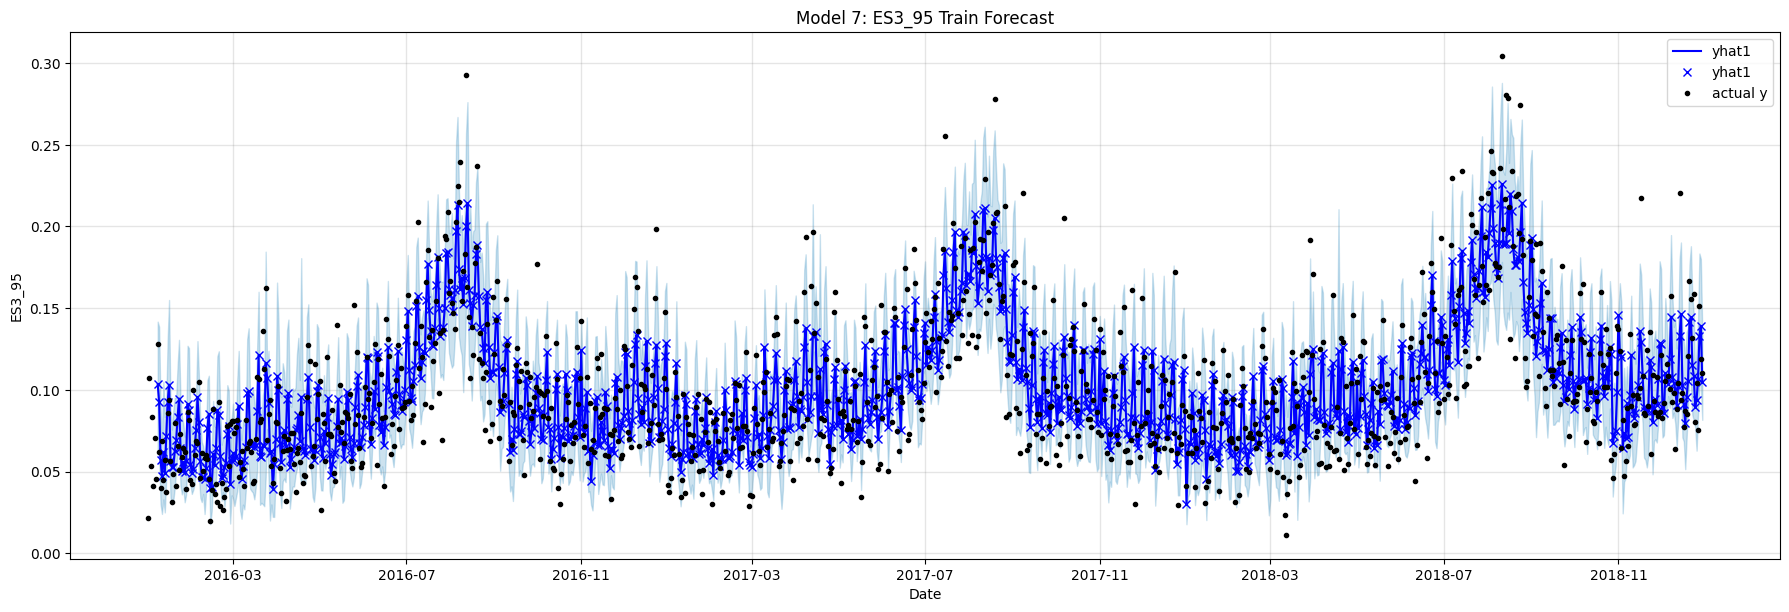 Model 7: ES3_95 Train Forecast
yhat1
yhat1
actual y
0.30
0.25
0.20
0.15
0.10
0.05
0.00
ES3_95
2016-03 2016-07 2016-11 2017-03 2017-07 2017-11 2018-03 2018-07 2018-11
Date